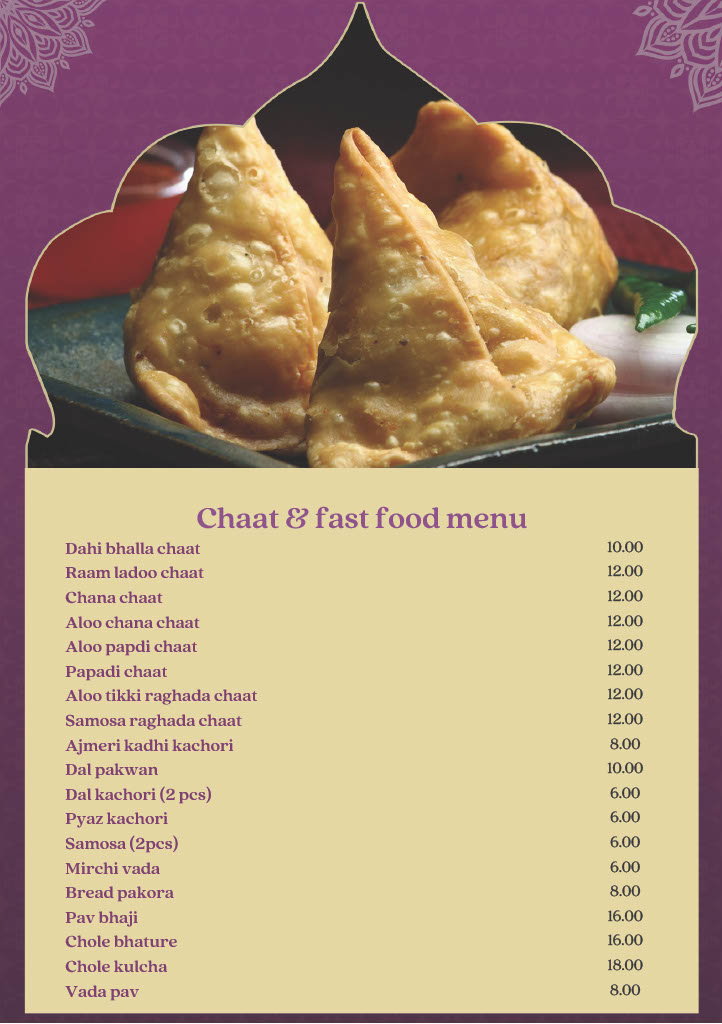 Chaat & fast food menu
Dahi bhalla chaat 10.00
Raam ladoo chaat 12.00
Chana chaat 12.00
Aloo chana chaat 12.00
Aloo papdi chaat 12.00
Papadi chaat 12.00
Aloo tikki raghada chaat 12.00
Samosa raghada chaat 12.00
Ajmeri kadhi kachori 8.00
Dal pakwan 10.00
Dal kachori (2 pcs) 6.00
Pyaz kachori 6.00
Samosa (2pcs) 6.00
Mirchi vada 6.00
Bread pakora 8.00
Pav bhaji 16.00
Chole bhature 16.00
Chole kulcha 18.00
Vada pav 8.00